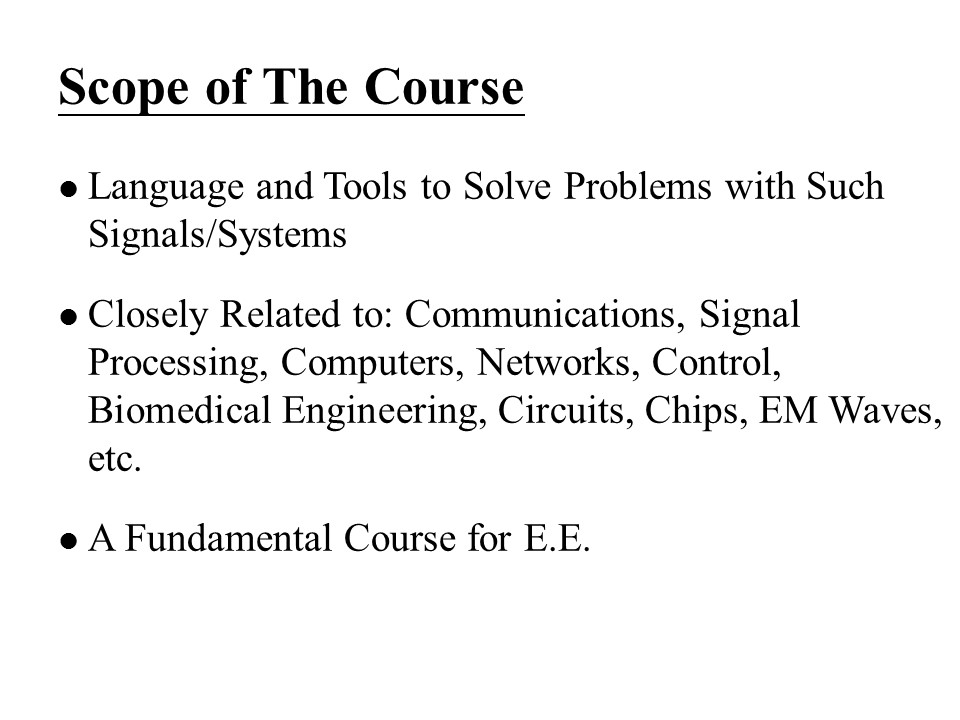 Scope of The Course
● Language and Tools to Solve Problems with Such
Signals/Systems
● Closely Related to: Communications, Signal
Processing, Computers, Networks, Control,
Biomedical Engineering, Circuits, Chips, EM Waves,
etc.
● A Fundamental Course for E.E.